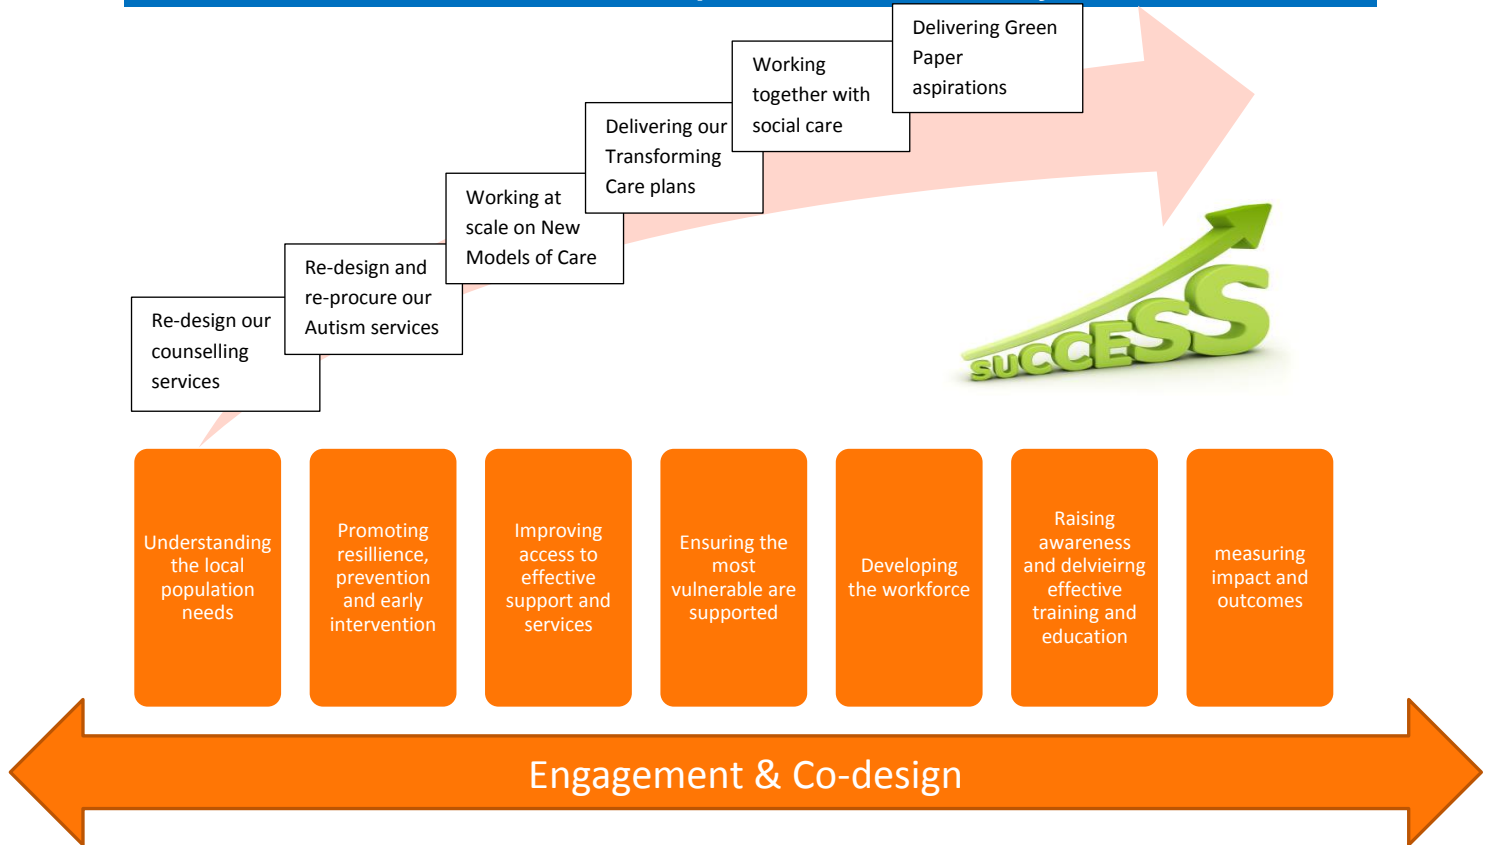 Re-design our
counselling
services
Re-design and
re-procure our
Autism services
Working at
scale on New
Models of Care
Delivering our
Transforming
Care plans
Working
together with
social care
Delivering Green
Paper
aspirations
SUCCESS
Understanding
the local
population
needs
Promoting
resillience,
prevention
and early
intervention
Improving
access to
effective
support and
services
Ensuring the
most
vulnerable are
supported
Developing
the workforce
Raising
awareness
and delvieirng
effective
training and
education
measuring
impact and
outcomes
Engagement & Co-design